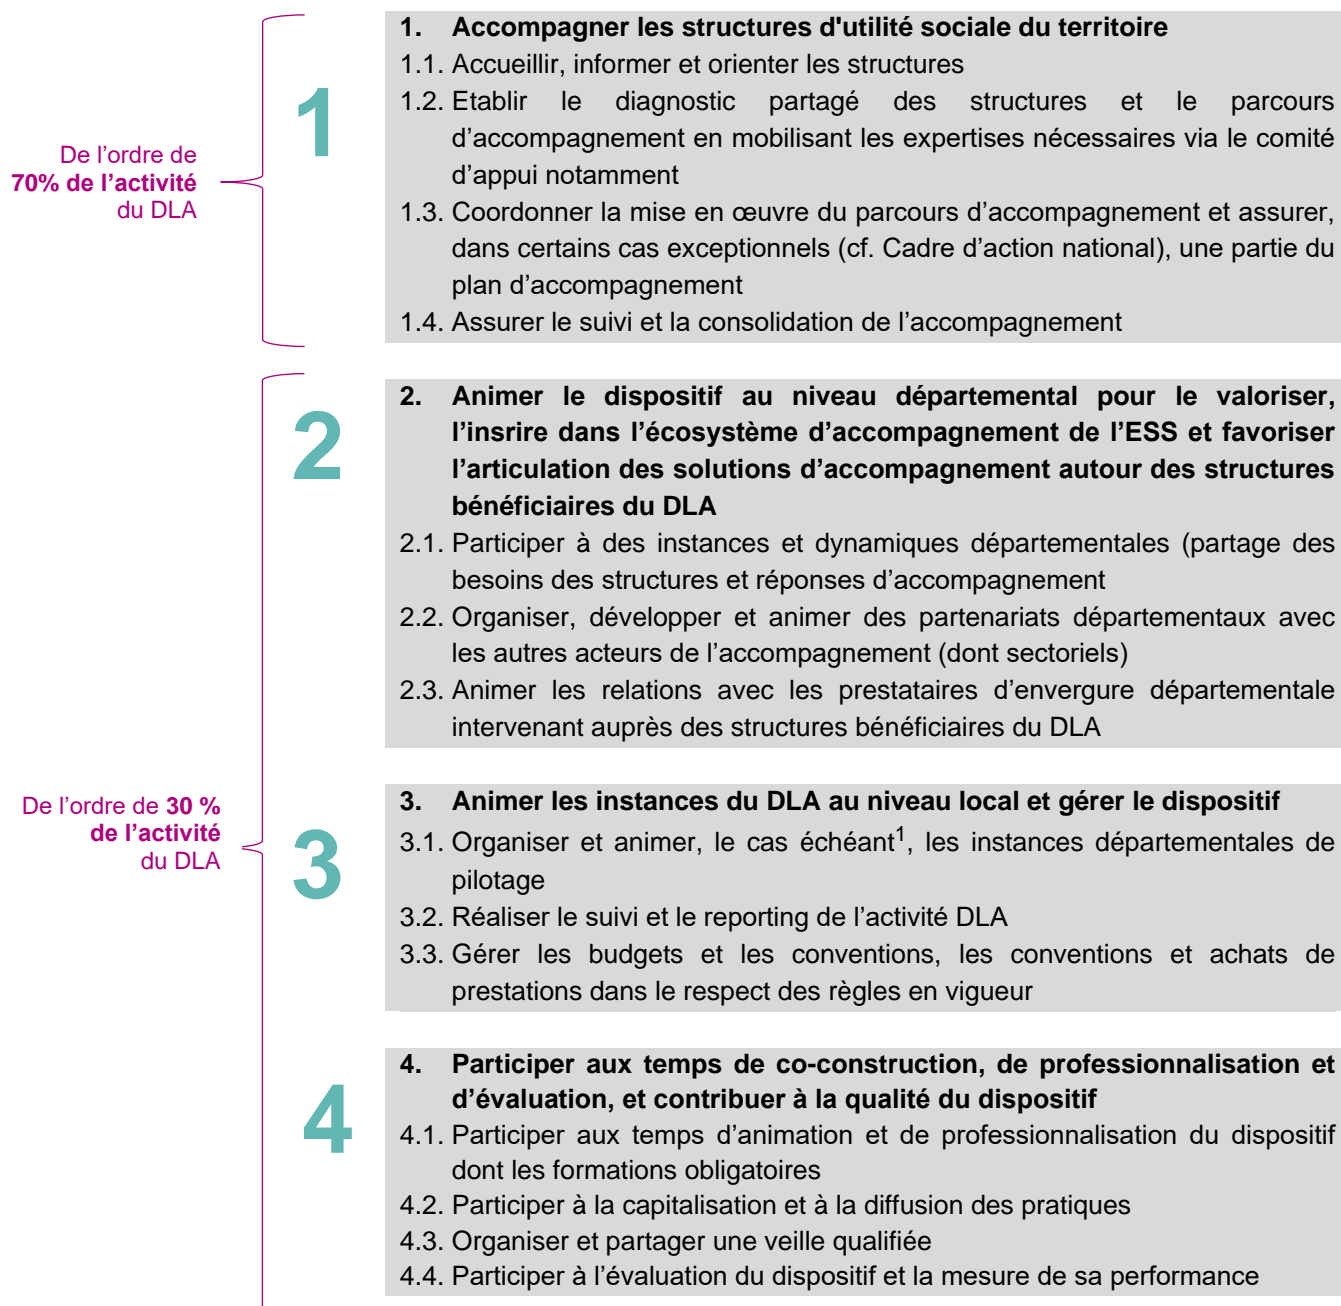 De l’ordre de
70% de l’activité
du DLA
1
1. Accompagner les structures d'utilité sociale du territoire
1.1. Accueillir, informer et orienter les structures
1.2. Etablir le diagnostic partagé des structures et le parcours
d’accompagnement en mobilisant les expertises nécessaires via le comité
d’appui notamment
1.3. Coordonner la mise en œuvre du parcours d’accompagnement et assurer,
dans certains cas exceptionnels (cf. Cadre d’action national), une partie du
plan d’accompagnement
1.4. Assurer le suivi et la consolidation de l’accompagnement
De l’ordre de 30 %
de l’activité
du DLA
2
2. Animer le dispositif au niveau départemental pour le valoriser,
l’insrire dans l’écosystème d’accompagnement de l’ESS et favoriser
l’articulation des solutions d’accompagnement autour des structures
bénéficiaires du DLA
2.1. Participer à des instances et dynamiques départementales (partage des
besoins des structures et réponses d’accompagnement
2.2. Organiser, développer et animer des partenariats départementaux avec
les autres acteurs de l’accompagnement (dont sectoriels)
2.3. Animer les relations avec les prestataires d’envergure départementale
intervenant auprès des structures bénéficiaires du DLA
3
3. Animer les instances du DLA au niveau local et gérer le dispositif
3.1. Organiser et animer, le cas échéant1, les instances départementales de
pilotage
3.2. Réaliser le suivi et le reporting de l’activité DLA
3.3. Gérer les budgets et les conventions, les conventions et achats de
prestations dans le respect des règles en vigueur
4
4. Participer aux temps de co-construction, de professionnalisation et
d’évaluation, et contribuer à la qualité du dispositif
4.1. Participer aux temps d’animation et de professionnalisation du dispositif
dont les formations obligatoires
4.2. Participer à la capitalisation et à la diffusion des pratiques
4.3. Organiser et partager une veille qualifiée
4.4. Participer à l’évaluation du dispositif et la mesure de sa performance